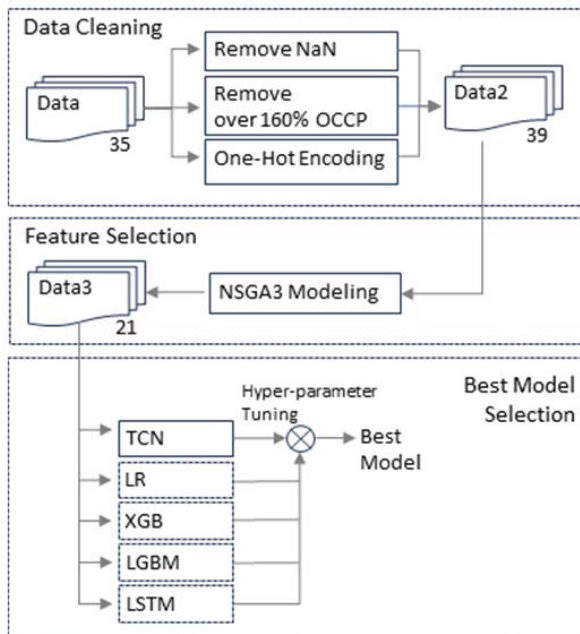 Data Cleaning
Remove NaN
Data
35
Remove
over 160% OCCP
Data2
39
One-Hot Encoding
Feature Selection
Data3
21
NSGA3 Modeling
Best Model
Selection
Hyper-parameter
Tuning
TCN
Best
Model
LR
XGB
LGBM
LSTM